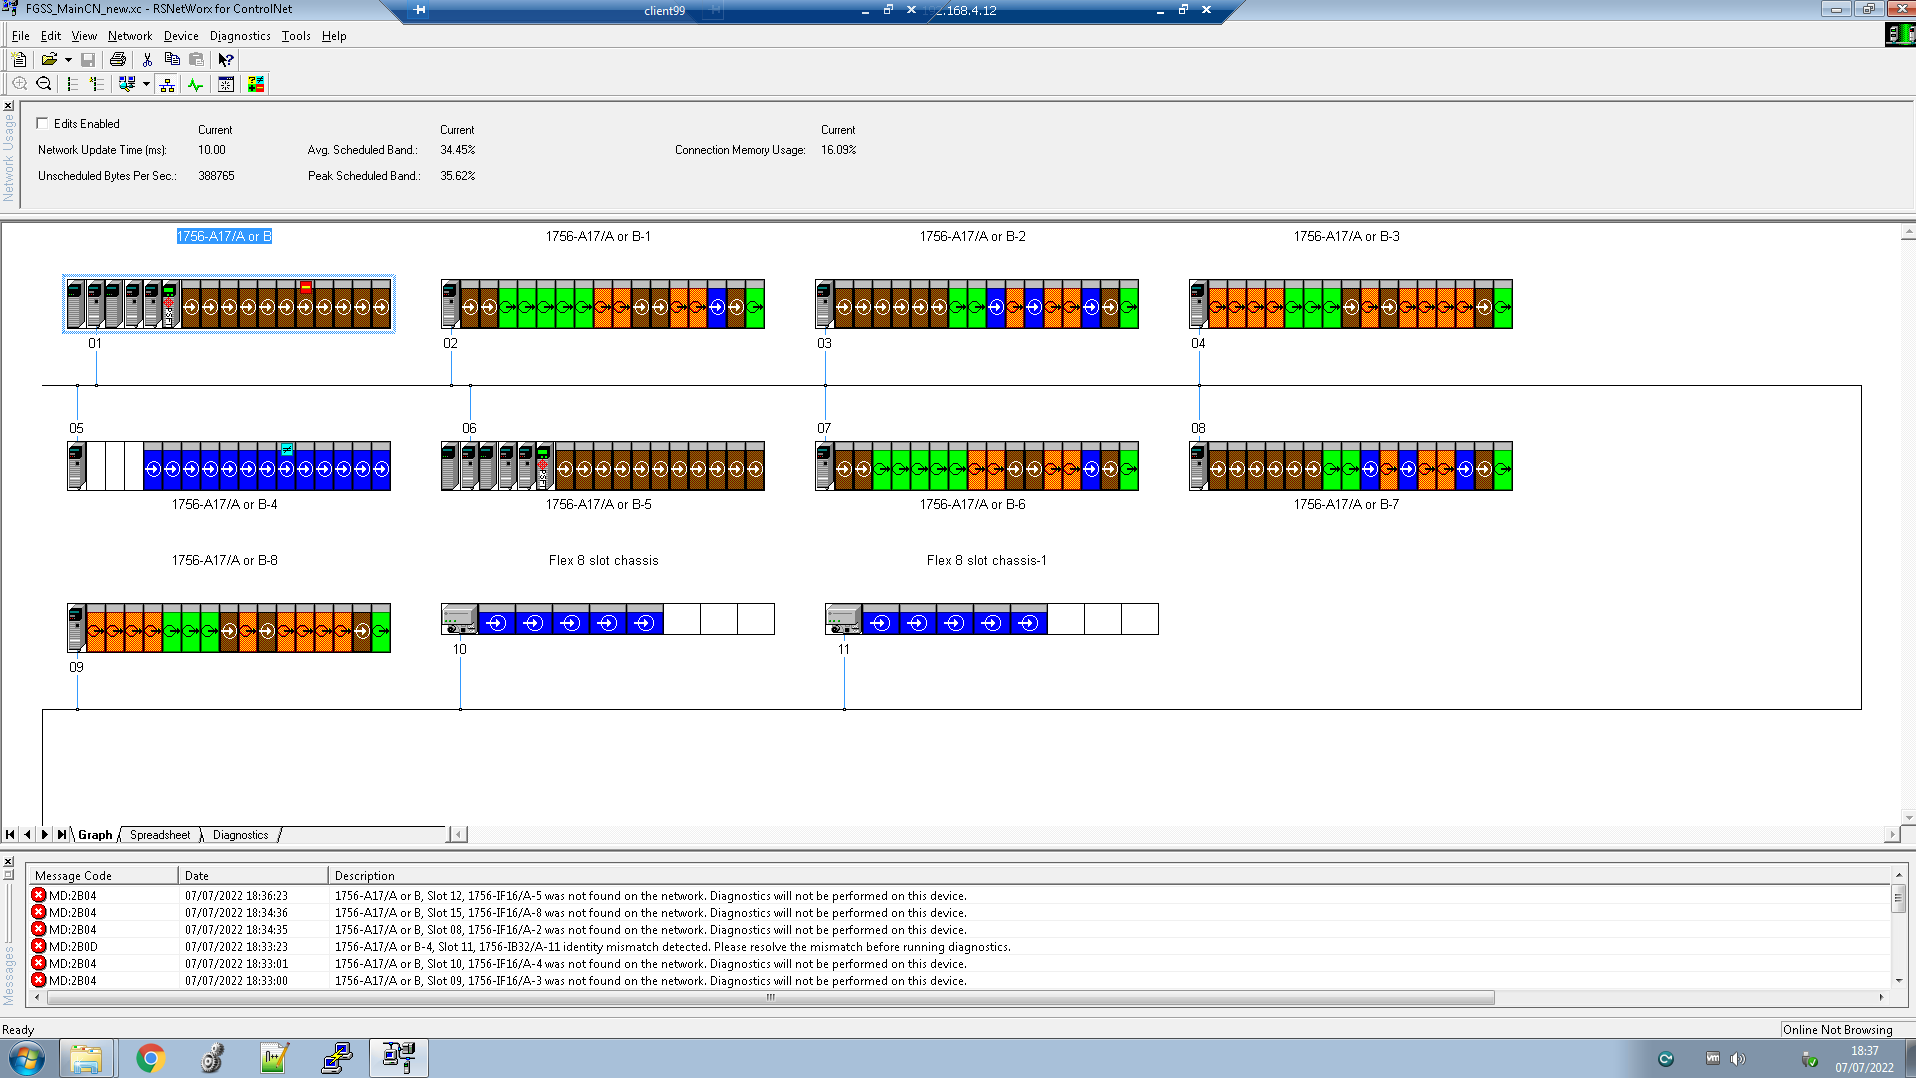 FGSS_MainCN_new.xc - RSNetWorx for ControlNet
client99
.168.4.12
File Edit View Network Device Diagnostics Tools Help
Network Usage
Edits Enabled
Current Current Current
Network Update Time (ms): 10.00 Avg. Scheduled Band.: 34.45% Connection Memory Usage: 16.09%
Unscheduled Bytes Per Sec.: 388765 Peak Scheduled Band.: 35.62%
1756-A17/A or B 1756-A17/A or B-1 1756-A17/A or B-2 1756-A17/A or B-3
01 02 03 04
05 06 07 08
1756-A17/A or B-4 1756-A17/A or B-5 1756-A17/A or B-6 1756-A17/A or B-7
1756-A17/A or B-8 Flex 8 slot chassis Flex 8 slot chassis-1
09 10 11
Graph Spreadsheet Diagnostics
Messages
Message Code Date Description
MD:2B04 07/07/2022 18:36:23 1756-A17/A or B, Slot 12, 1756-IF16/A-5 was not found on the network. Diagnostics will not be performed on this device.
MD:2B04 07/07/2022 18:34:36 1756-A17/A or B, Slot 15, 1756-IF16/A-8 was not found on the network. Diagnostics will not be performed on this device.
MD:2B04 07/07/2022 18:34:35 1756-A17/A or B, Slot 08, 1756-IF16/A-2 was not found on the network. Diagnostics will not be performed on this device.
MD:2B0D 07/07/2022 18:33:23 1756-A17/A or B-4, Slot 11, 1756-IB32/A-11 identity mismatch detected. Please resolve the mismatch before running diagnostics.
MD:2B04 07/07/2022 18:33:01 1756-A17/A or B, Slot 10, 1756-IF16/A-4 was not found on the network. Diagnostics will not be performed on this device.
MD:2B04 07/07/2022 18:33:00 1756-A17/A or B, Slot 09, 1756-IF16/A-3 was not found on the network. Diagnostics will not be performed on this device.
Ready
Online Not Browsing
18:37
07/07/2022